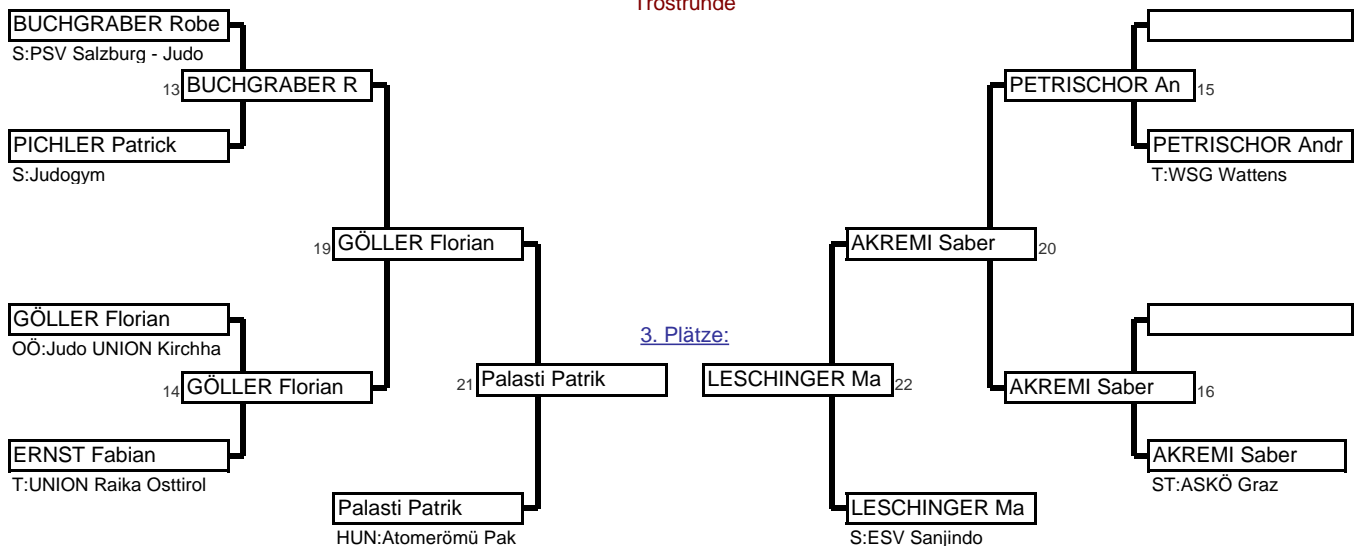 Trostrunde
BUCHGRABER Robe
S:PSV Salzburg - Judo
13 BUCHGRABER R
PICHLER Patrick
S:Judogym
19 GÖLLER Florian
GÖLLER Florian
OÖ:Judo UNION Kirchha
14 GÖLLER Florian
ERNST Fabian
T:UNION Raika Osttirol
21 Palasti Patrik
Palasti Patrik
HUN:Atomerömü Pak
3. Plätze:
PETRISCHOR An 15
PETRISCHOR Andr
T:WSG Wattens
AKREMI Saber 20
LESCHINGER Ma 22
AKREMI Saber 16
AKREMI Saber
ST:ASKÖ Graz
LESCHINGER Ma
S:ESV Sanjindo